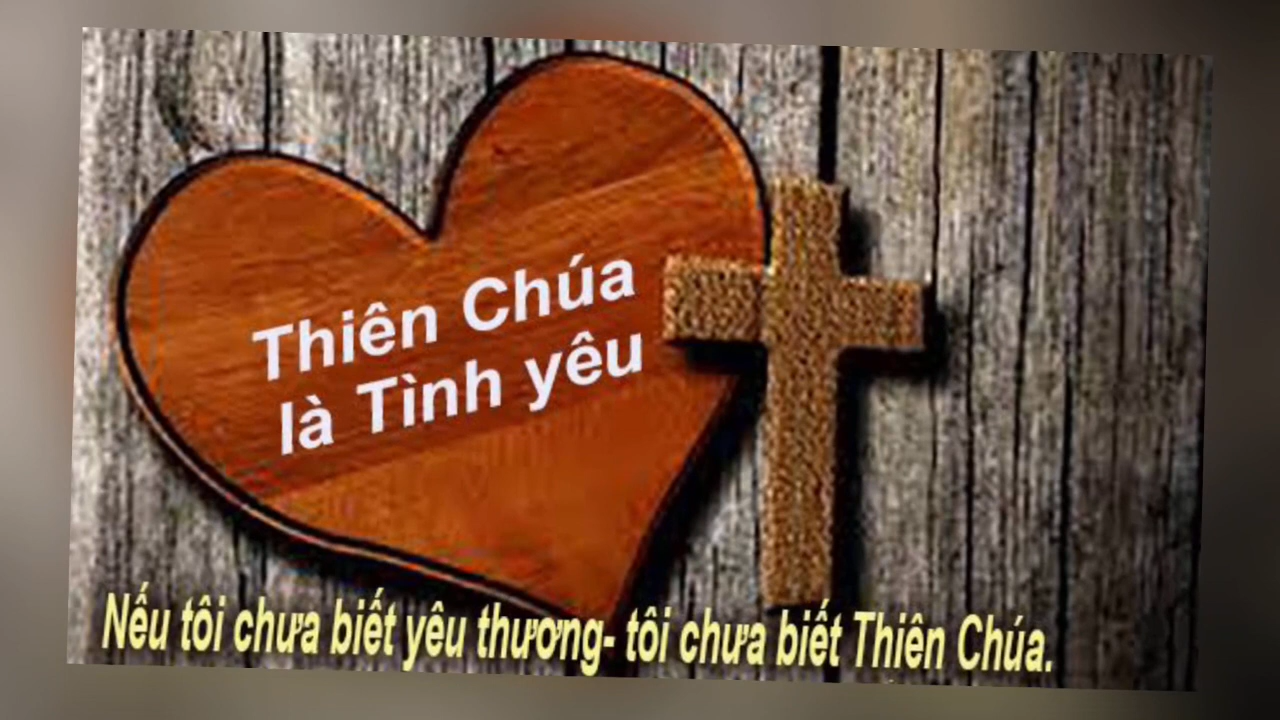 Thiên Chúa
là Tình yêu
Nếu tôi chưa biết yêu thương- tôi chưa biết Thiên Chúa.